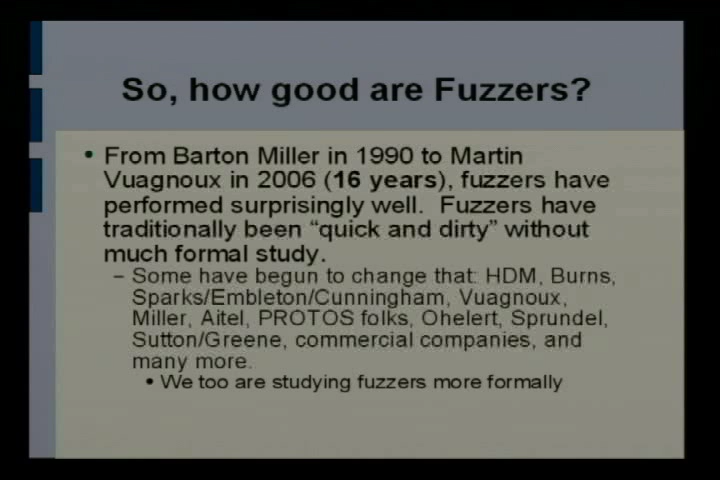 So, how good are Fuzzers?
• From Barton Miller in 1990 to Martin
Vuagnoux in 2006 (16 years), fuzzers have
performed surprisingly well. Fuzzers have
traditionally been “quick and dirty” without
much formal study.
– Some have begun to change that: HDM, Burns,
Sparks/Embleton/Cunningham, Vuagnoux,
Miller, Aitel, PROTOS folks, Ohelert, Sprundel,
Sutton/Greene, commercial companies, and
many more.
• We too are studying fuzzers more formally